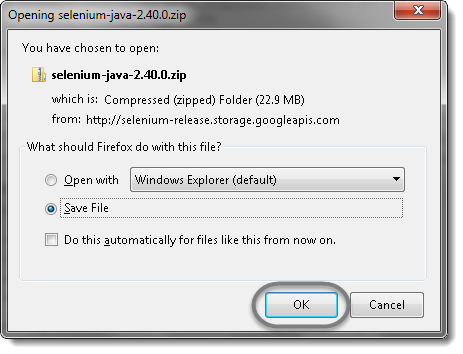 Opening selenium-java-2.40.0.zip
You have chosen to open:
selenium-java-2.40.0.zip
which is: Compressed (zipped) Folder (22.9 MB)
from: http://selenium-release.storage.googleapis.com
What should Firefox do with this file?
Open with Windows Explorer (default)
Save File
Do this automatically for files like this from now on.
OK Cancel